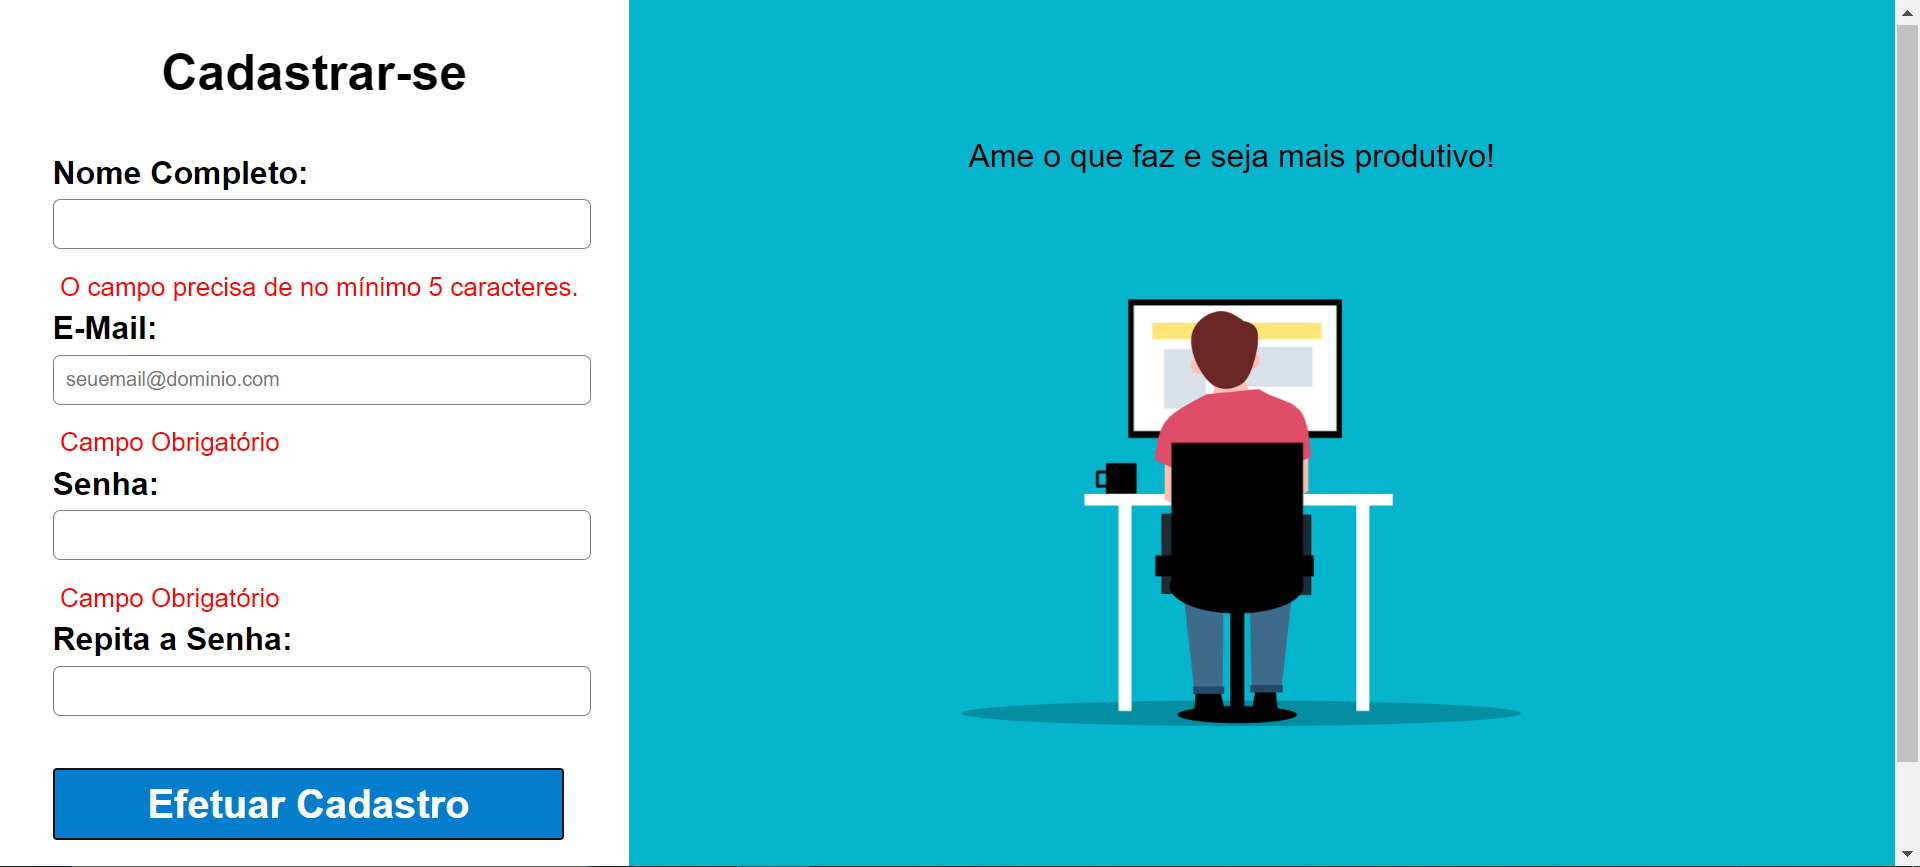 Cadastrar-se
Nome Completo:
O campo precisa de no mínimo 5 caracteres.
E-Mail:
seuemail@dominio.com
Campo Obrigatório
Senha:
Campo Obrigatório
Repita a Senha:
Efetuar Cadastro
Ame o que faz e seja mais produtivo!